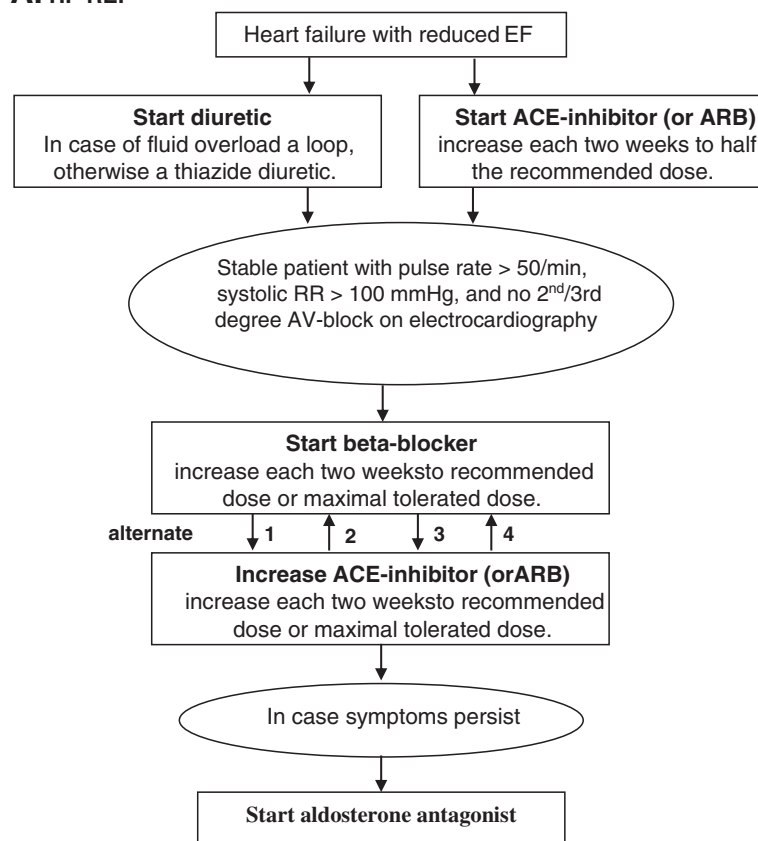 Heart failure with reduced EF
Start diuretic
In case of fluid overload a loop,
otherwise a thiazide diuretic.
Start ACE-inhibitor (or ARB)
increase each two weeks to half
the recommended dose.
Stable patient with pulse rate > 50/min,
systolic RR > 100 mmHg, and no 2nd/3rd
degree AV-block on electrocardiography
Start beta-blocker
increase each two weeksto recommended
dose or maximal tolerated dose.
alternate 1 2 3 4
Increase ACE-inhibitor (orARB)
increase each two weeksto recommended
dose or maximal tolerated dose.
In case symptoms persist
Start aldosterone antagonist